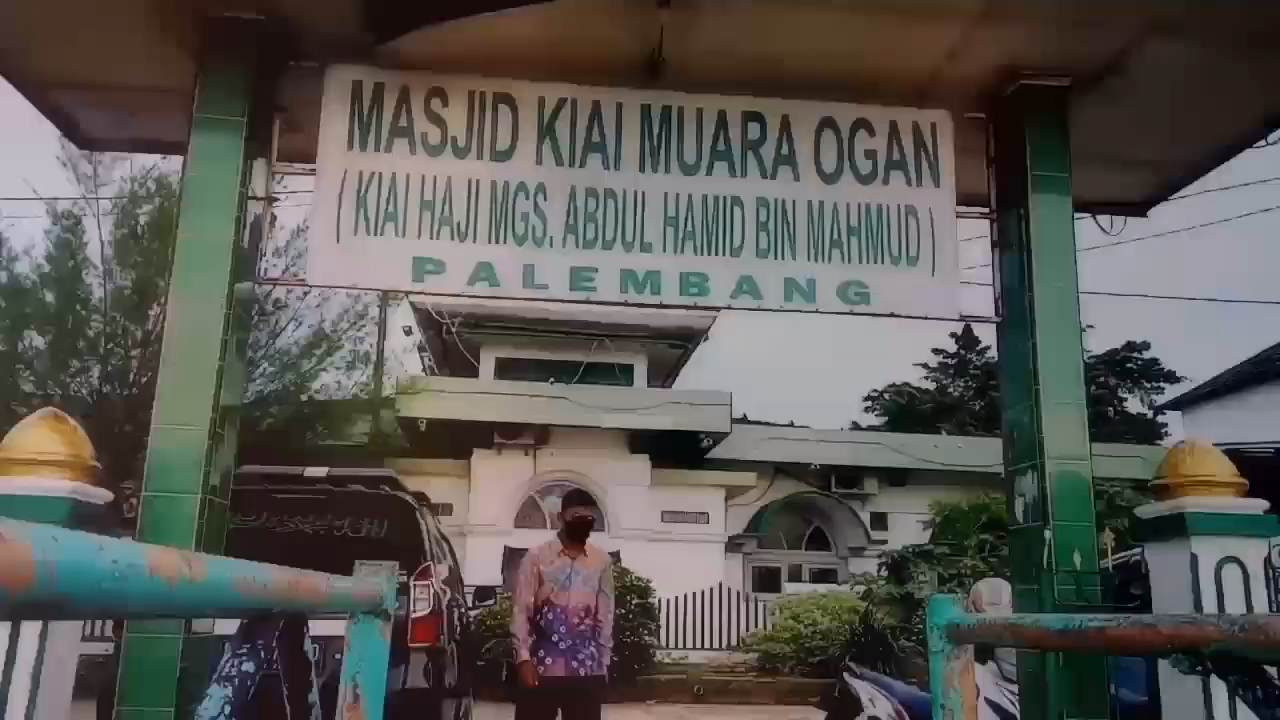 MASJID KIAI MUARA OGAN
( KIAI HAJI MGS. ABDUL HAMID BIN MAHMUD )
PALEMBANG